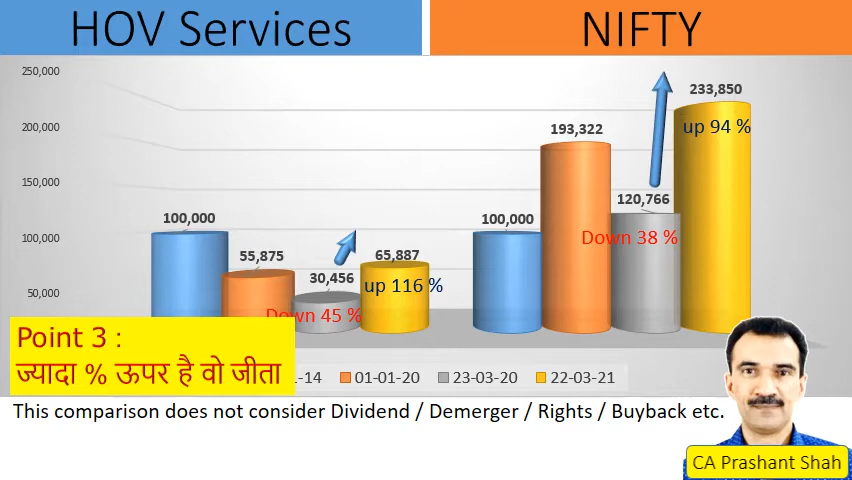 HOV Services
NIFTY
250,000
200,000
150,000
100,000
50,000
100,000
55,875
30,456
65,887
Down 45 %
up 116 %
100,000
193,322
120,766
233,850
Down 38 %
up 94 %
Point 3 :
ज्यादा % ऊपर है वो जीता
1-14
01-01-20
23-03-20
22-03-21
This comparison does not consider Dividend / Demerger / Rights / Buyback etc.
CA Prashant Shah